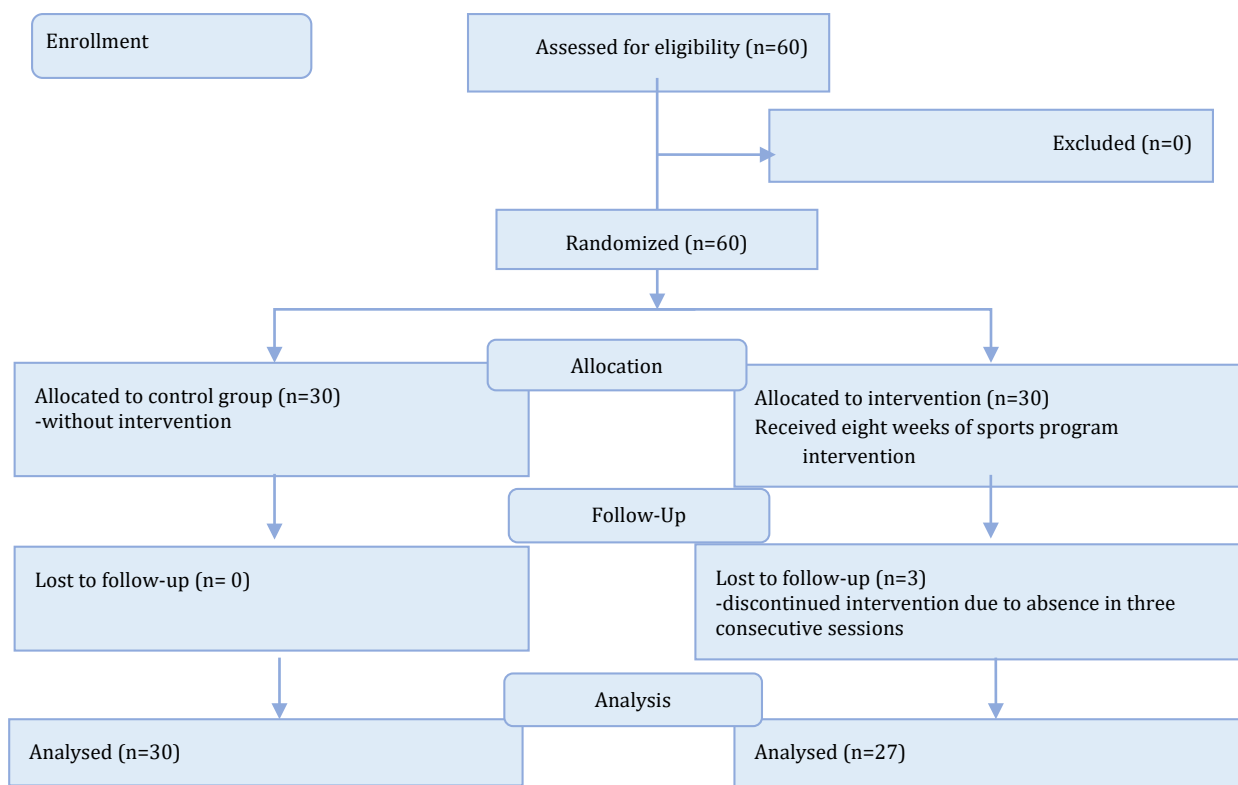 Enrollment
Assessed for eligibility (n=60)
Excluded (n=0)
Randomized (n=60)
Allocation
Allocated to control group (n=30)
-without intervention
Allocated to intervention (n=30)
Received eight weeks of sports program
intervention
Follow-Up
Lost to follow-up (n= 0)
Lost to follow-up (n=3)
-discontinued intervention due to absence in three
consecutive sessions
Analysis
Analysed (n=30)
Analysed (n=27)